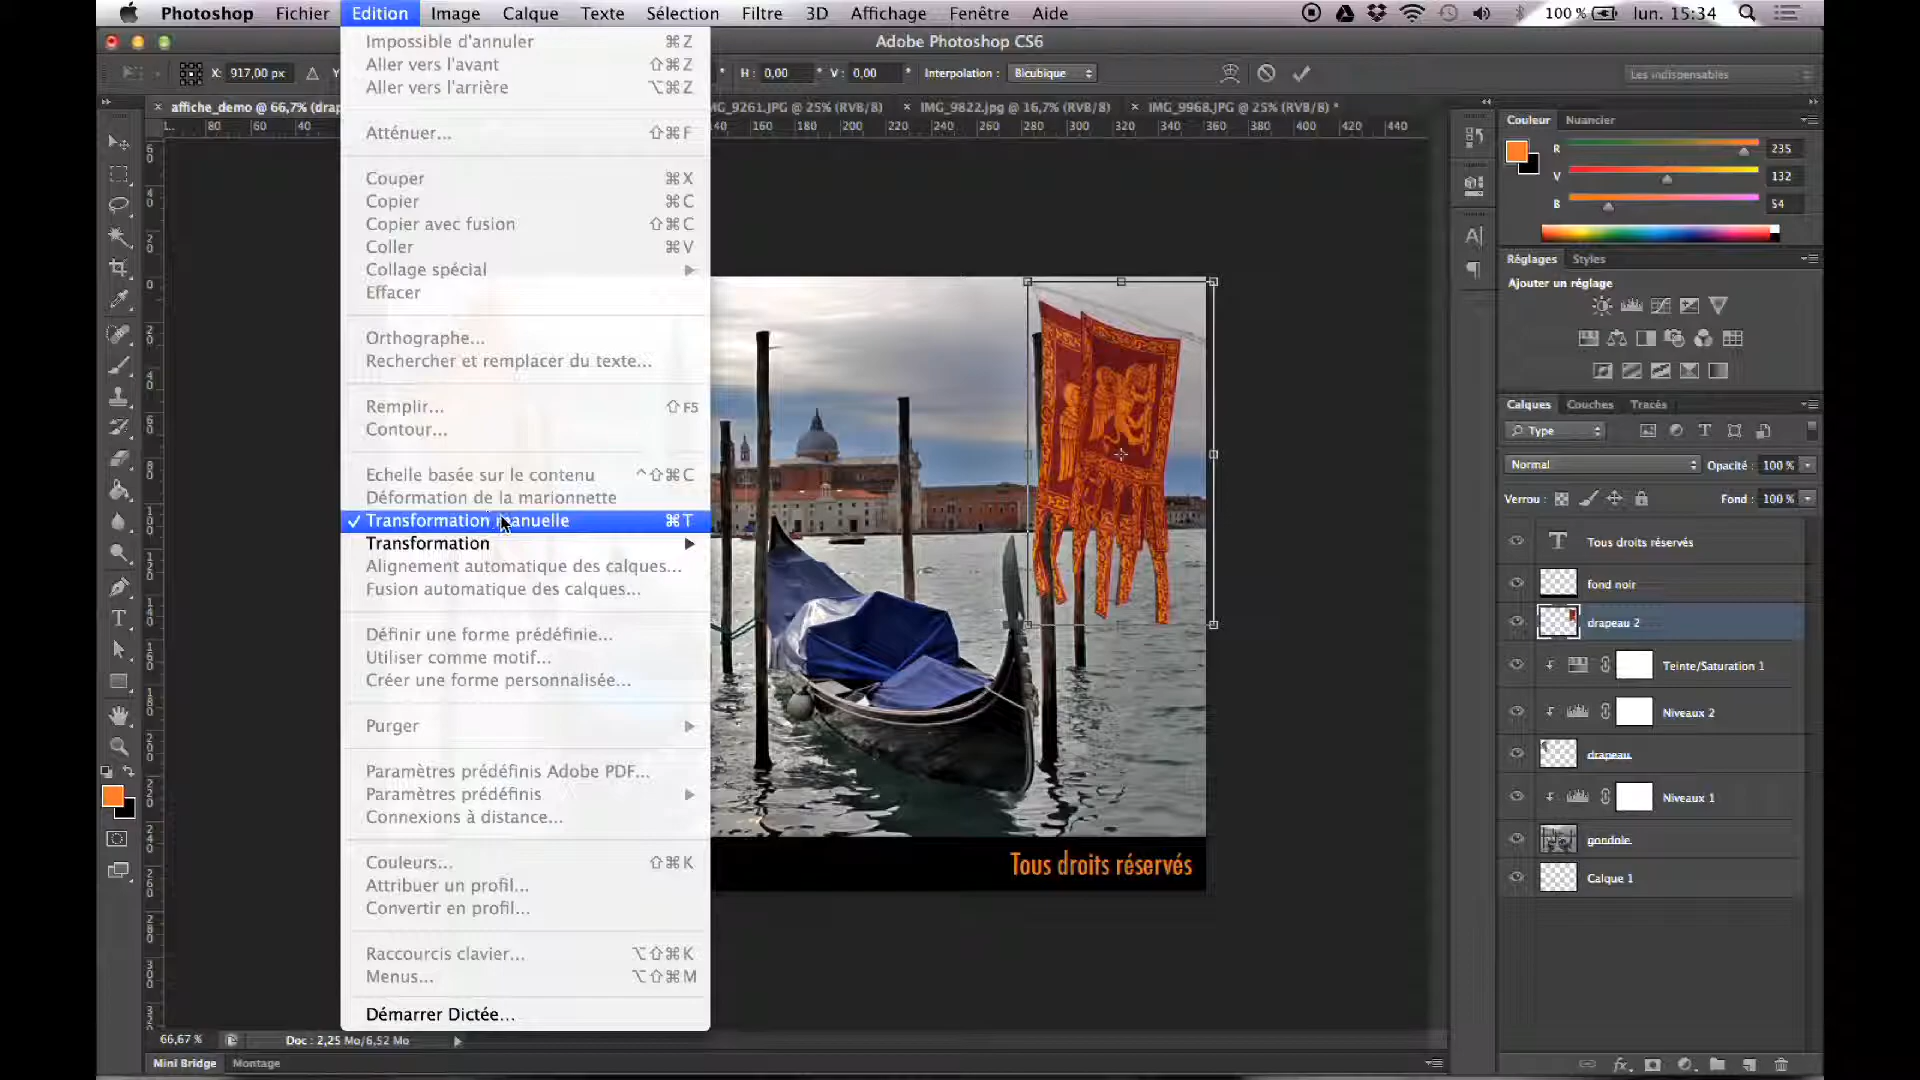 Photoshop Fichier Edition Image Calque Texte Sélection Filtre 3D Affichage Fenêtre Aide 100 % lun. 15:34
Adobe Photoshop CS6
X: 917,00 px H: 0,00 ° V: 0,00 ° Interpolation : Bicubique Les indispensables
affiche_demo @ 66,7% IMG_9822.jpg @ 16,7% (RVB/8) IMG_9968.JPG @ 25% (RVB/8) *
80 60 40 140 160 180 200 220 240 260 280 300 320 340 360 380 400 420 440
Impossible d'annuler ⌘Z
Aller vers l'avant ⇧⌘Z
Aller vers l'arrière ⌥⌘Z
Atténuer... ⇧⌘F
Couper ⌘X
Copier ⌘C
Copier avec fusion ⇧⌘C
Coller ⌘V
Collage spécial
Effacer
Orthographe...
Rechercher et remplacer du texte...
Remplir... ⇧F5
Contour...
Echelle basée sur le contenu ^⇧⌘C
Déformation de la marionnette
✓ Transformation manuelle ⌘T
Transformation
Alignement automatique des calques...
Fusion automatique des calques...
Définir une forme prédéfinie...
Utiliser comme motif...
Créer une forme personnalisée...
Purger
Paramètres prédéfinis Adobe PDF...
Paramètres prédéfinis
Connexions à distance...
Couleurs... ⇧⌘K
Attribuer un profil...
Convertir en profil...
Raccourcis clavier... ⌥⇧⌘K
Menus... ⌥⇧⌘M
Démarrer Dictée...
Tous droits réservés
Couleur Nuancier
R 235
V 132
B 54
Réglages Styles
Ajouter un réglage
Calques Couches Tracés
Type
Normal Opacité : 100 %
Verrou : Fond : 100 %
Tous droits réservés
fond noir
drapeau 2
Teinte/Saturation 1
Niveaux 2
drapeau
Niveaux 1
gondole
Calque 1
66,67 % Doc : 2,25 Mo/6,52 Mo
Mini Bridge Montage